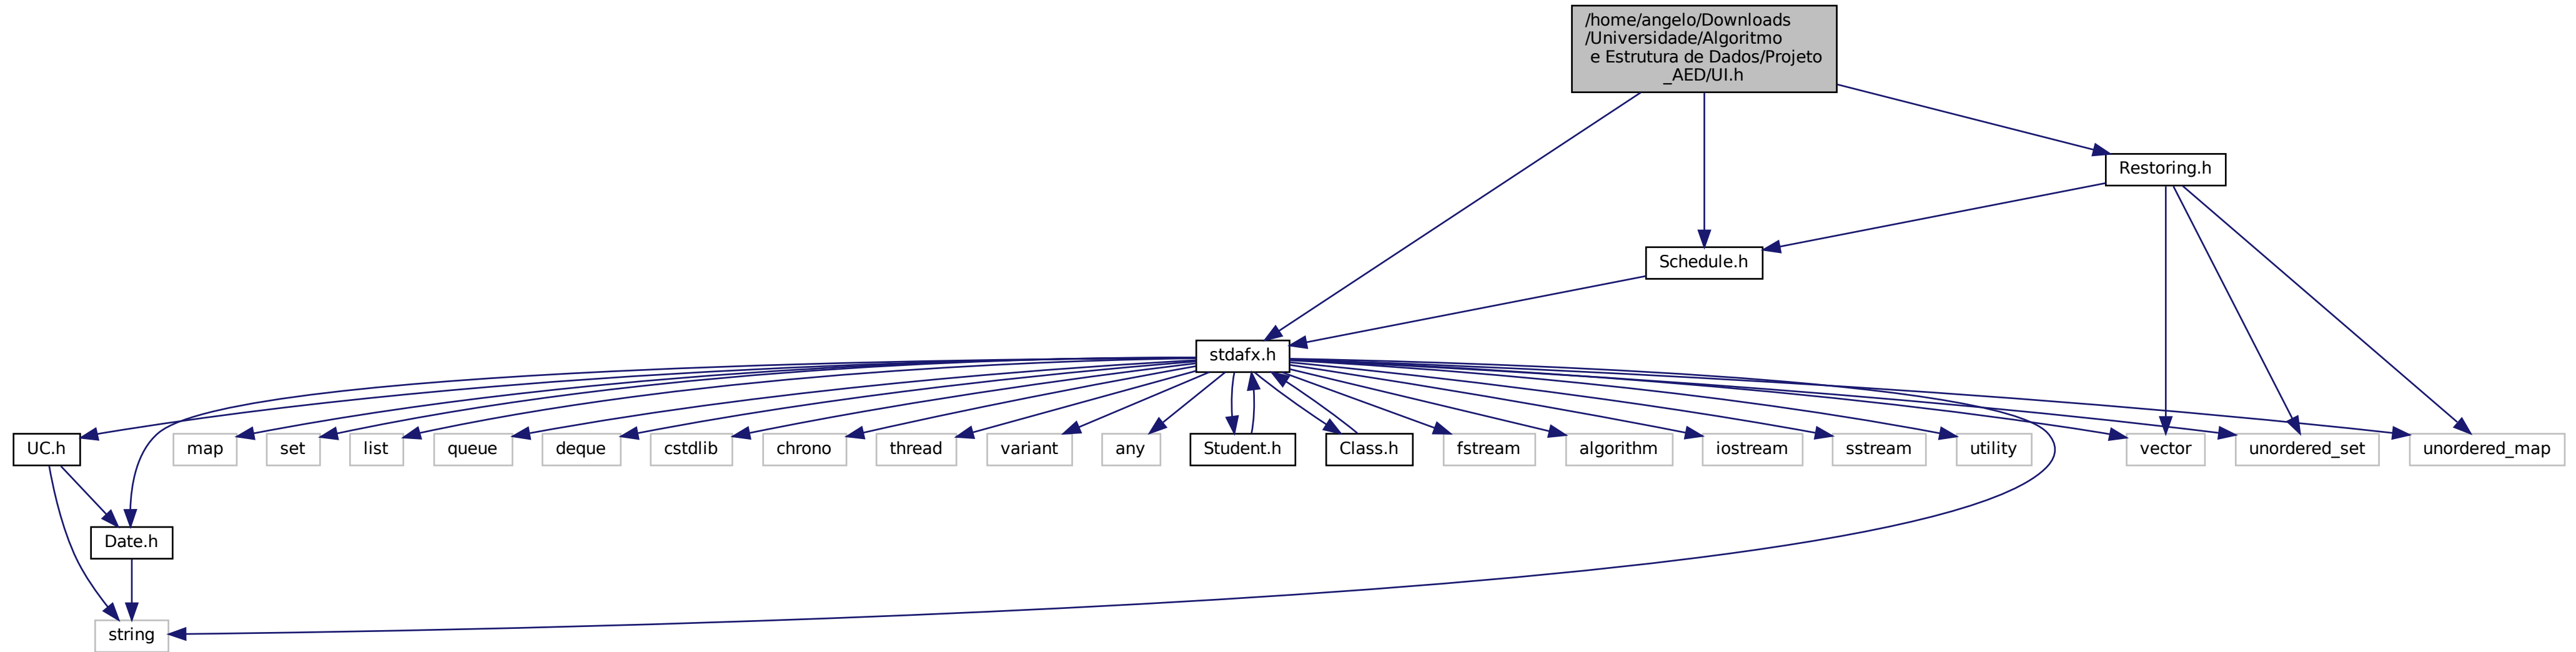 /home/angelo/Downloads
/Universidade/Algoritmo
e Estrutura de Dados/Projeto
_AED/UI.h
Restoring.h
Schedule.h
stdafx.h
UC.h
map
set
list
queue
deque
cstdlib
chrono
thread
variant
any
Student.h
Class.h
fstream
algorithm
iostream
sstream
utility
vector
unordered_set
unordered_map
Date.h
string